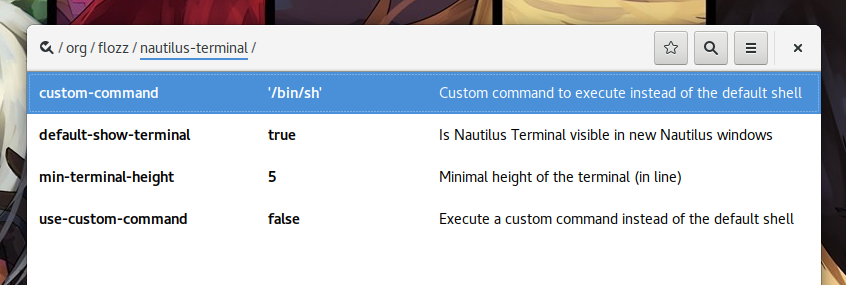 / org / flozz / nautilus-terminal /
custom-command '/bin/sh' Custom command to execute instead of the default shell
default-show-terminal true Is Nautilus Terminal visible in new Nautilus windows
min-terminal-height 5 Minimal height of the terminal (in line)
use-custom-command false Execute a custom command instead of the default shell